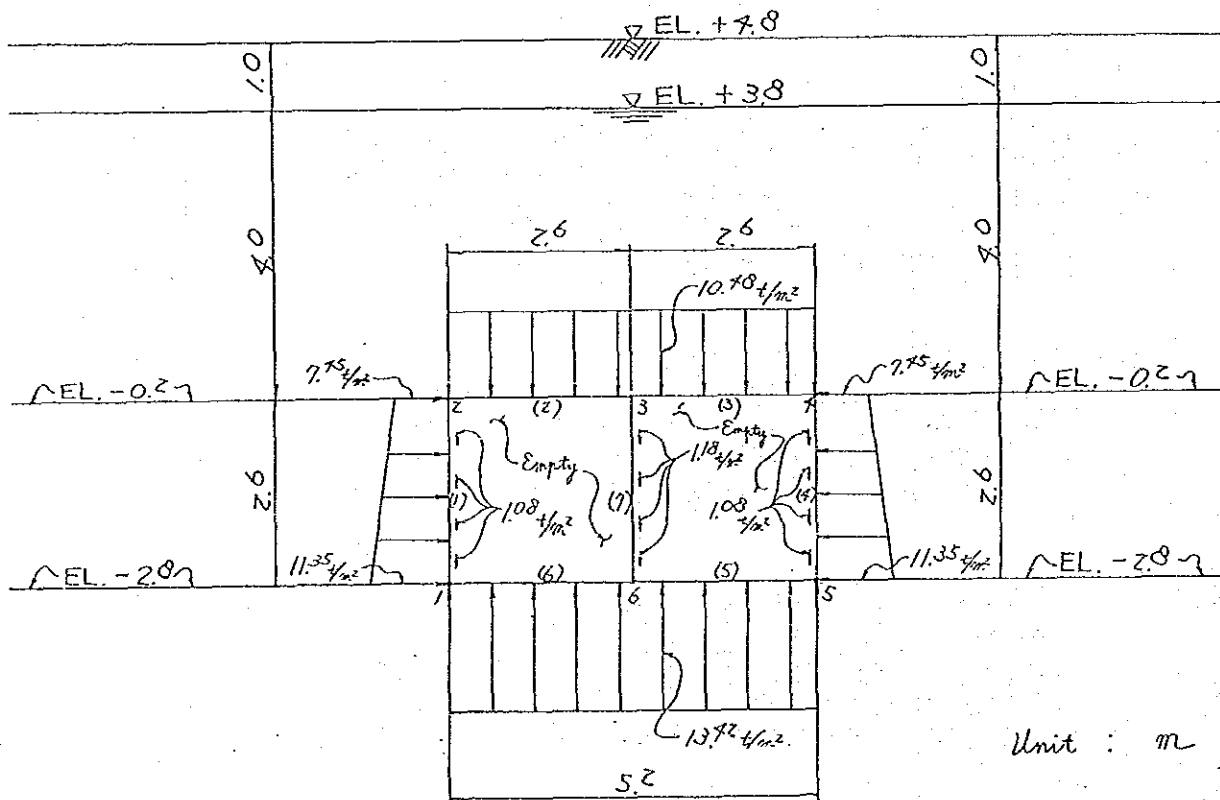 EL. +4.8
1.0
1.0
EL. +3.8
4.0
4.0
2.6
2.6
10.48 t/m²
7.45 t/m²
7.45 t/m²
EL. -0.2
EL. -0.2
2
(2)
3
(3)
4
Empty
Empty
1.18 t/m²
2.6
2.6
(1)
1.08 t/m²
(7)
1.08 t/m²
(4)
11.35 t/m²
11.35 t/m²
EL. -2.8
EL. -2.8
(6)
(5)
1
6
5
13.42 t/m²
5.2
Unit : m